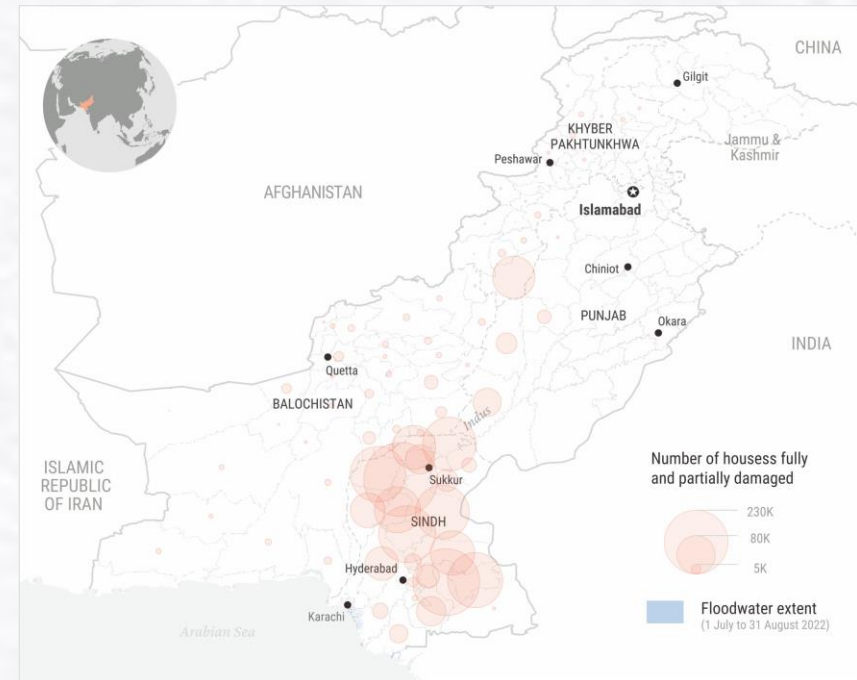 CHINA
Gilgit
KHYBER
PAKHTUNKHWA
Jammu &
Kashmir
Peshawar
AFGHANISTAN
Islamabad
Chiniot
PUNJAB
Okara
INDIA
Quetta
BALOCHISTAN
Indus
ISLAMIC
REPUBLIC
OF IRAN
Sukkur
SINDH
Hyderabad
Karachi
Arabian Sea
Number of housess fully
and partially damaged
230K
80K
5K
Floodwater extent
(1 July to 31 August 2022)